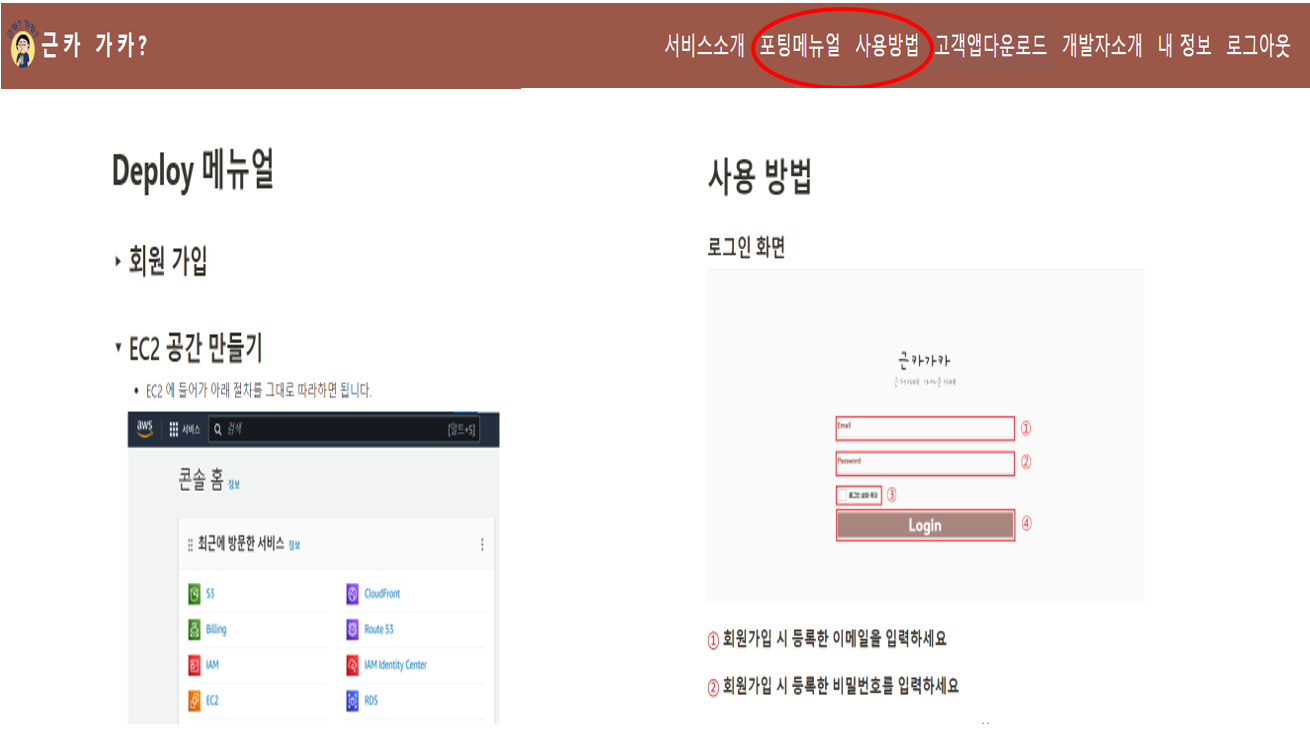 근카 가카?
서비스소개 포팅메뉴얼 사용방법 고객앱다운로드 개발자소개 내 정보 로그아웃
Deploy 메뉴얼
회원 가입
EC2 공간 만들기
EC2 에 들어가 아래 절차를 그대로 따라하면 됩니다.
aws 서비스 검색 [알트+S]
콘솔 홈 정보
최근에 방문한 서비스 정보
S3 CloudFront
Billing Route 53
IAM IAM Identity Center
EC2 RDS
사용 방법
로그인 화면
근카가카
Email ①
Password ②
③
Login ④
① 회원가입 시 등록한 이메일을 입력하세요
② 회원가입 시 등록한 비밀번호를 입력하세요